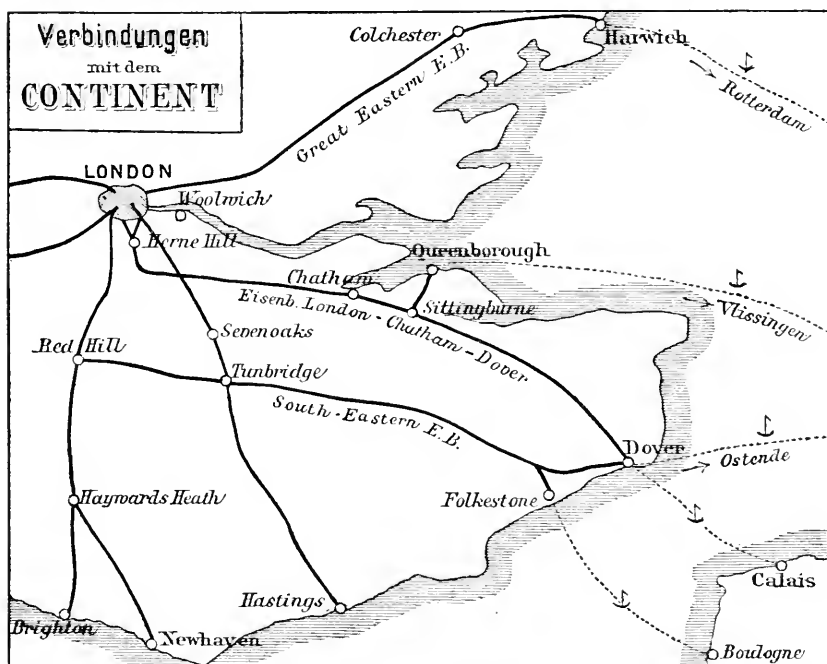 Verbindungen
mit dem
CONTINENT
Colchester
Harwich
Great Eastern E.B.
Rotterdam
LONDON
Woolwich
Herne Hill
Queenborough
Chatham
Eisenb. London-Chatham-Dover
Sittingburne
Vlissingen
Sevenoaks
Red Hill
Tunbridge
South-Eastern E.B.
Dover
Ostende
Folkestone
Haywards Heath
Calais
Hastings
Brighton
Newhaven
Boulogne